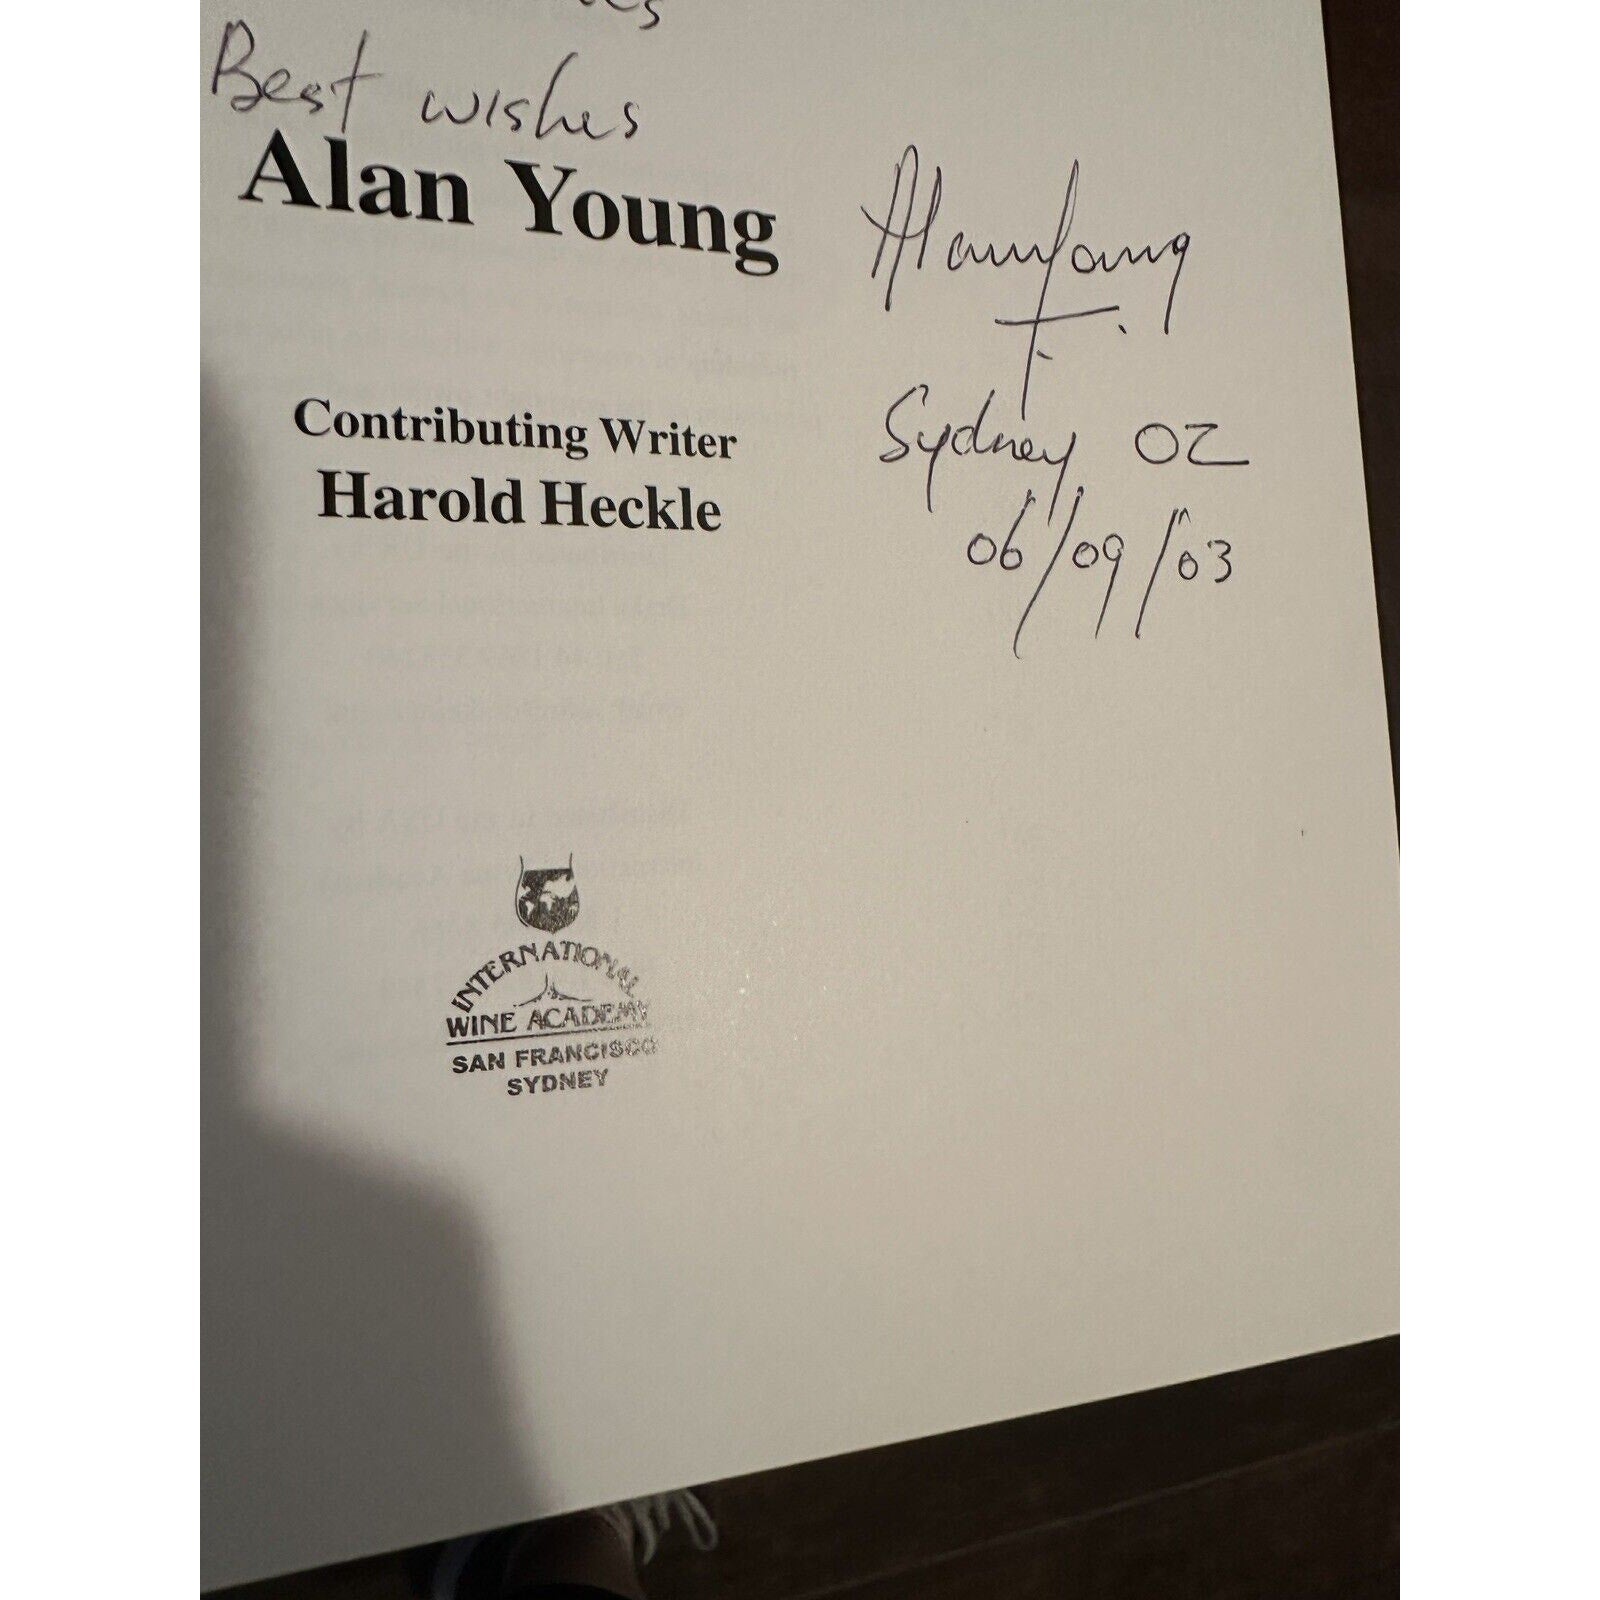 Best wishes
Alan Young
Alan Young
Contributing Writer
Harold Heckle
Sydney OZ
06/09/03
INTERNATIONAL
WINE ACADEMY
SAN FRANCISCO
SYDNEY